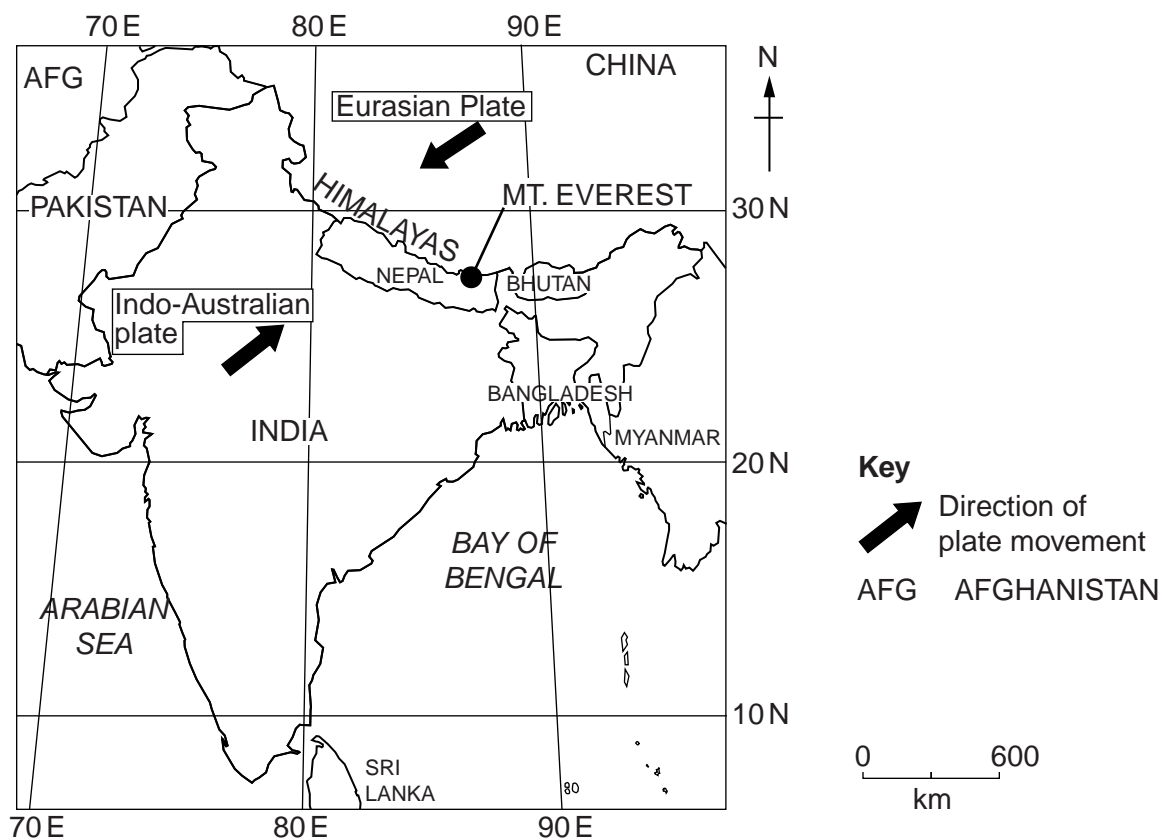 70 E 80 E 90 E
AFG
CHINA
N
Eurasian Plate
HIMALAYAS
MT. EVEREST
PAKISTAN
30 N
NEPAL
BHUTAN
Indo-Australian
plate
BANGLADESH
INDIA
MYANMAR
20 N
Key
Direction of
plate movement
BAY OF
BENGAL
AFG AFGHANISTAN
ARABIAN
SEA
10 N
0 600
km
SRI
LANKA
70 E 80 E 90 E